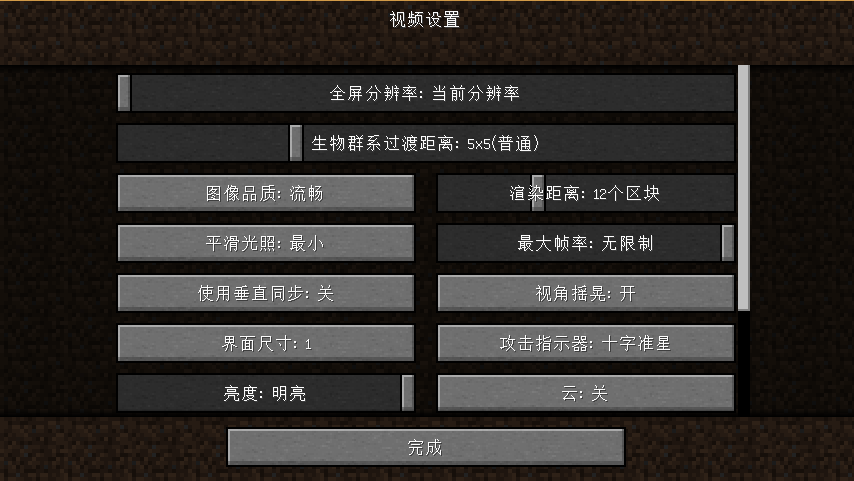 视频设置
全屏分辨率: 当前分辨率
生物群系过渡距离: 5x5(普通)
图像品质: 流畅
渲染距离: 12个区块
平滑光照: 最小
最大帧率: 无限制
使用垂直同步: 关
视角摇晃: 开
界面尺寸: 1
攻击指示器: 十字准星
亮度: 明亮
云: 关
完成